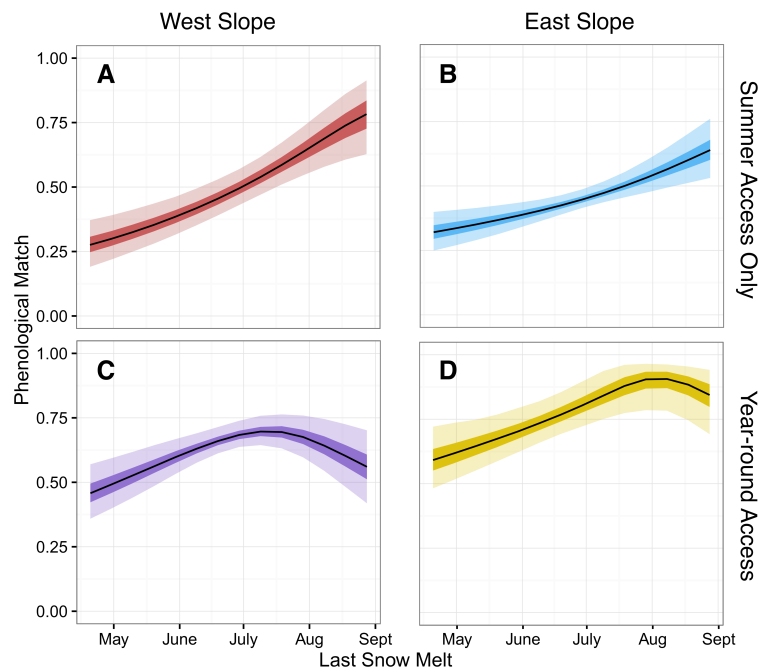 West Slope
East Slope
A
B
1.00
0.75
0.50
0.25
0.00
Summer Access Only
Phenological Match
C
D
1.00
0.75
0.50
0.25
0.00
Year-round Access
May June July Aug Sept
May June July Aug Sept
Last Snow Melt